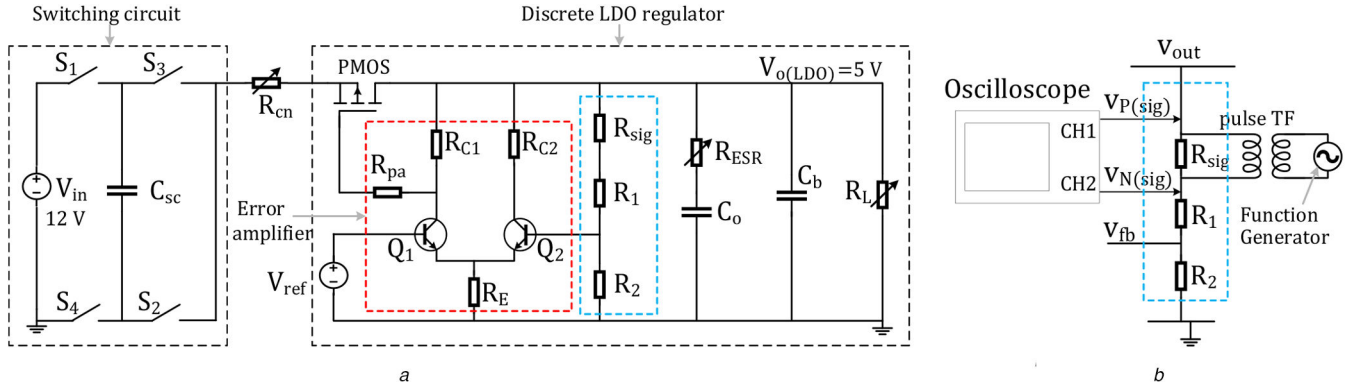 Switching circuit
Discrete LDO regulator
S1
S3
Rcn
PMOS
Vo(LDO)=5 V
Vin
12 V
Csc
S4
S2
Error
amplifier
Vref
Rpa
RC1
RC2
Q1
Q2
RE
Rsig
R1
R2
RESR
Co
Cb
RL
a
Oscilloscope
CH1
CH2
Vout
VP(sig)
VN(sig)
Vfb
Rsig
R1
R2
pulse TF
Function
Generator
b